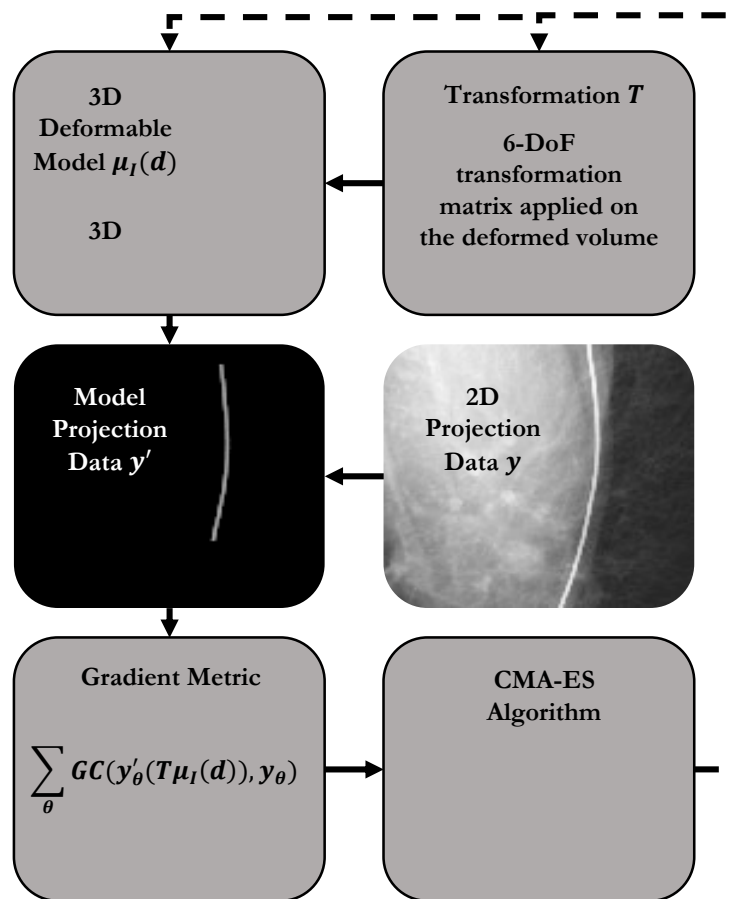 3D
Deformable
Model μ_I(d)
3D
Transformation T
6-DoF
transformation
matrix applied on
the deformed volume
Model
Projection
Data y′
2D
Projection
Data y
Gradient Metric
∑_θ GC(y′_θ(Tμ_I(d)), y_θ)
CMA-ES
Algorithm